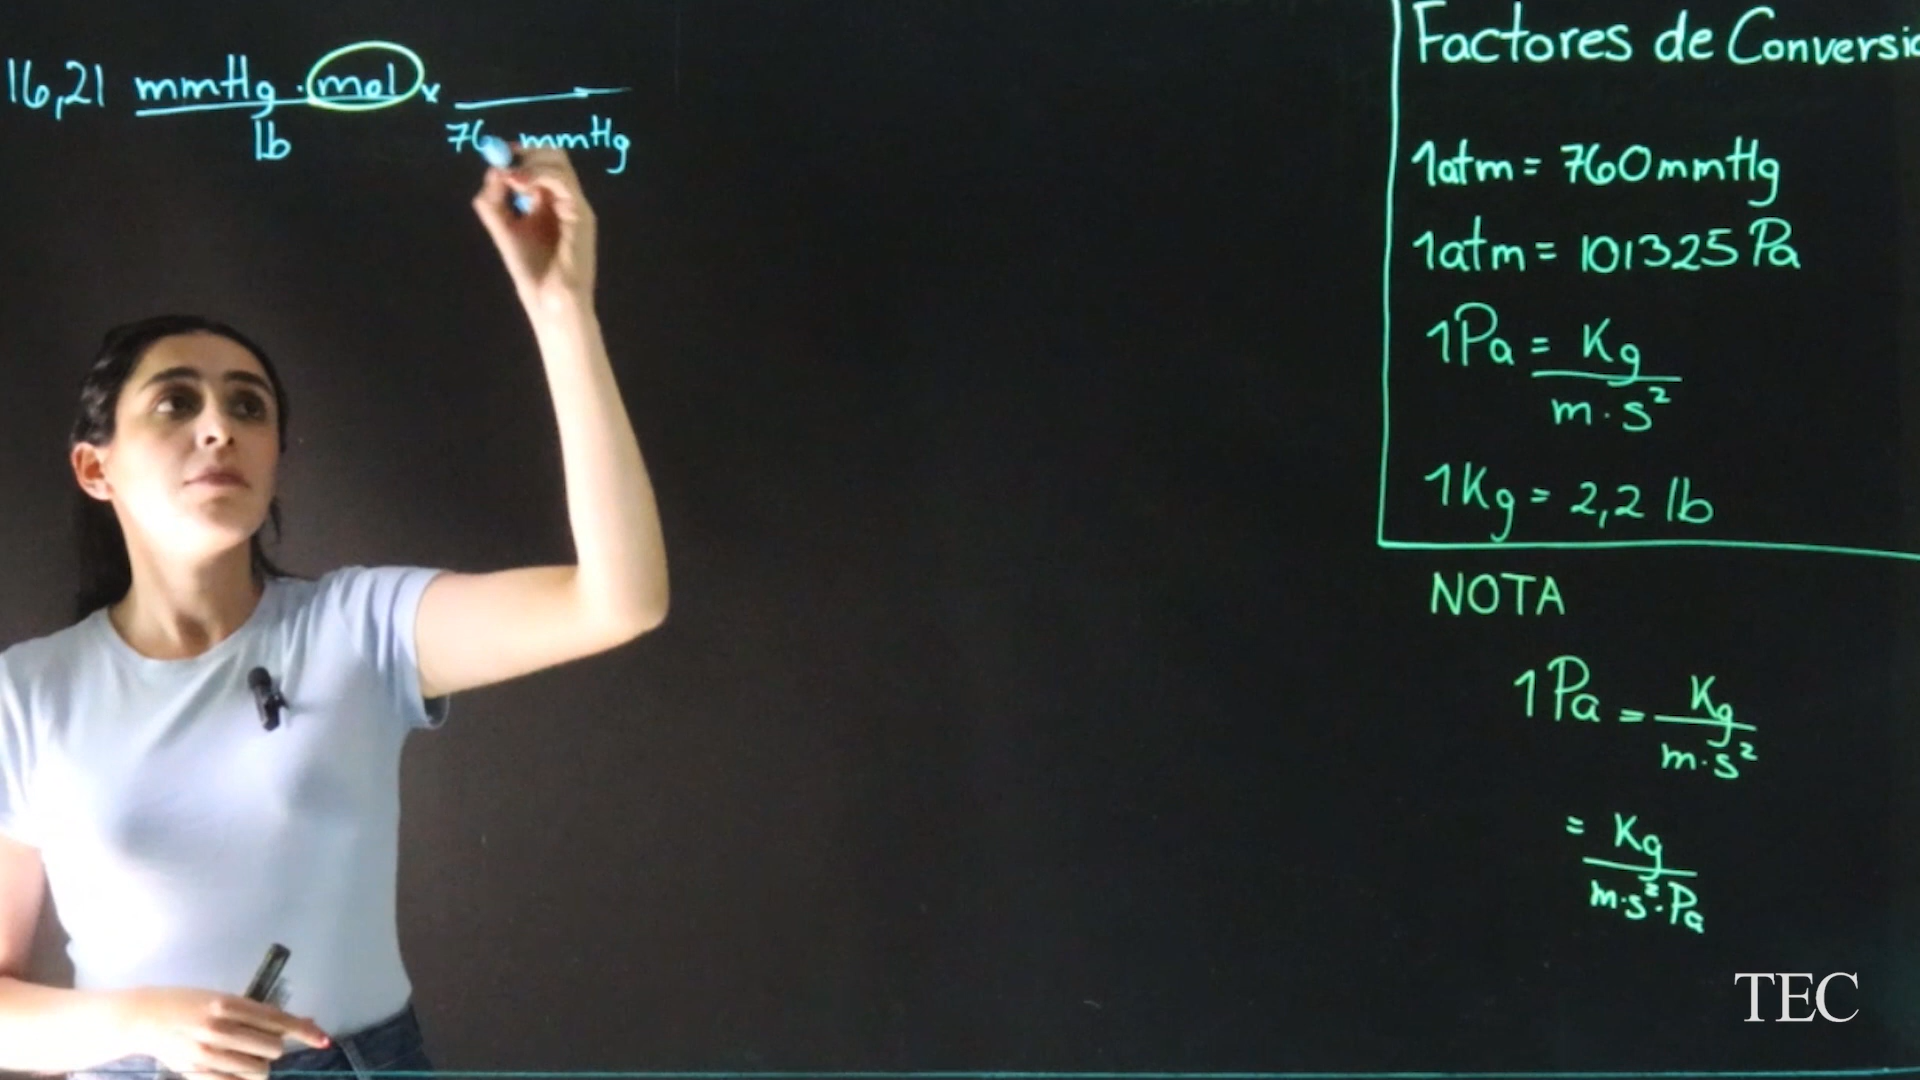 16,21 mmHg · mol x
lb
76 mmHg
Factores de
1atm = 760mmHg
1atm = 101325 Pa
1Pa = Kg
m · s²
1Kg = 2,2 lb
NOTA
1Pa = Kg
m · s²
= Kg
m·s²·Pa
TEC